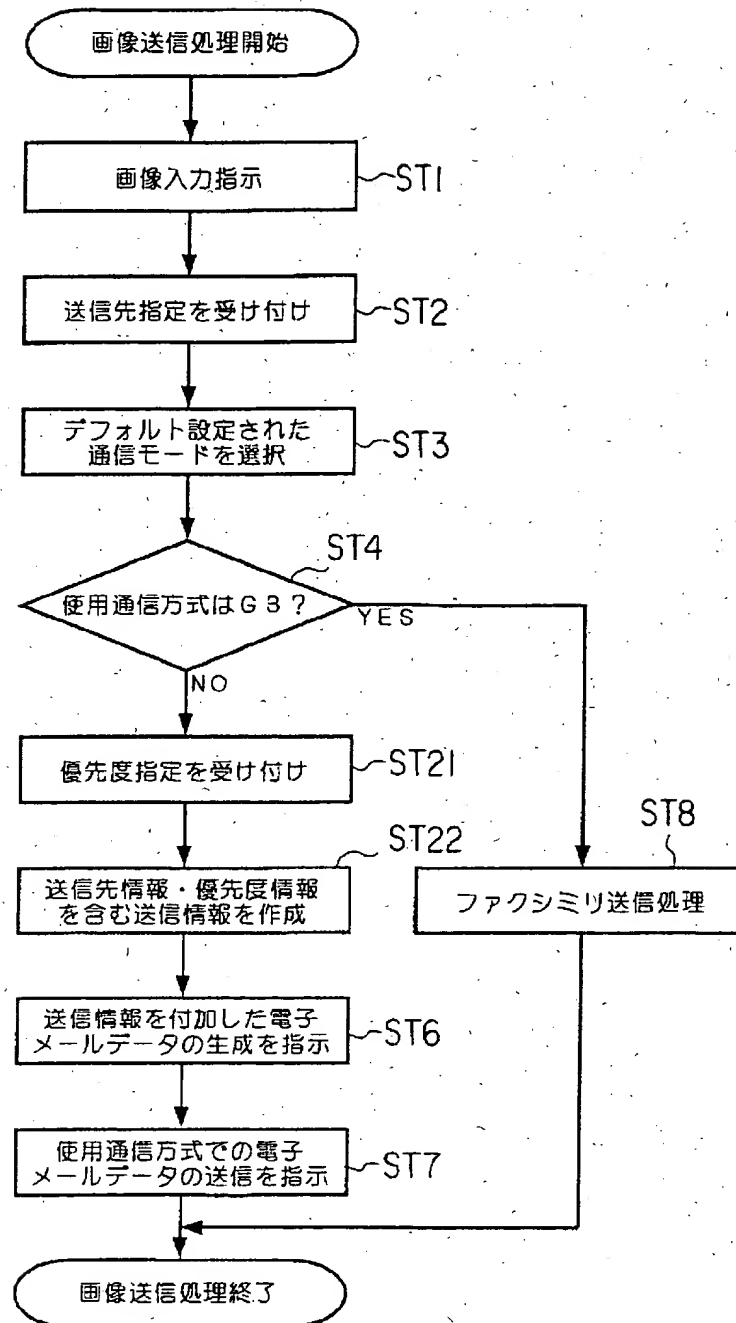 画像送信処理開始
画像入力指示
ST1
送信先指定を受け付け
ST2
デフォルト設定された
通信モードを選択
ST3
ST4
使用通信方式はG3?
YES
NO
優先度指定を受け付け
ST21
ST22
送信先情報・優先度情報
を含む送信情報を作成
ST8
ファクシミリ送信処理
送信情報を付加した電子
メールデータの生成を指示
ST6
使用通信方式での電子
メールデータの送信を指示
ST7
画像送信処理終了